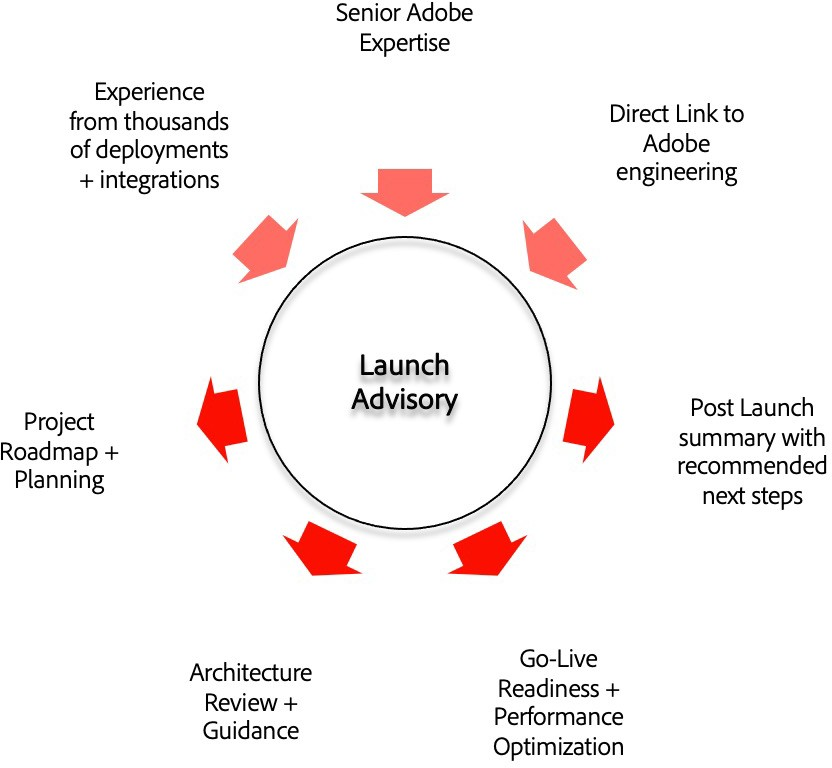 Senior Adobe
Expertise
Experience
from thousands
of deployments
+ integrations
Direct Link to
Adobe
engineering
Launch
Advisory
Project
Roadmap +
Planning
Post Launch
summary with
recommended
next steps
Architecture
Review +
Guidance
Go-Live
Readiness +
Performance
Optimization